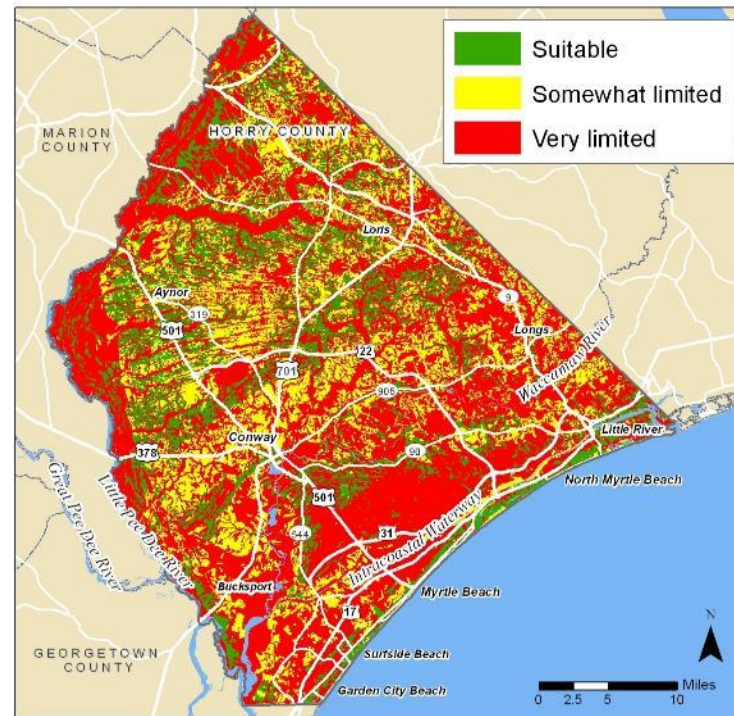 Suitable
Somewhat limited
Very limited
MARION
COUNTY
HORRY COUNTY
Loris
Aynor
319
501
9
Longs
22
701
Waccamaw River
905
Conway
378
90
Little River
501
North Myrtle Beach
Great Pee Dee River
Little Pee Dee River
544
31
Intracoastal Waterway
Bucksport
17
Myrtle Beach
GEORGETOWN
COUNTY
Surfside Beach
Garden City Beach
N
Miles
0 2.5 5 10